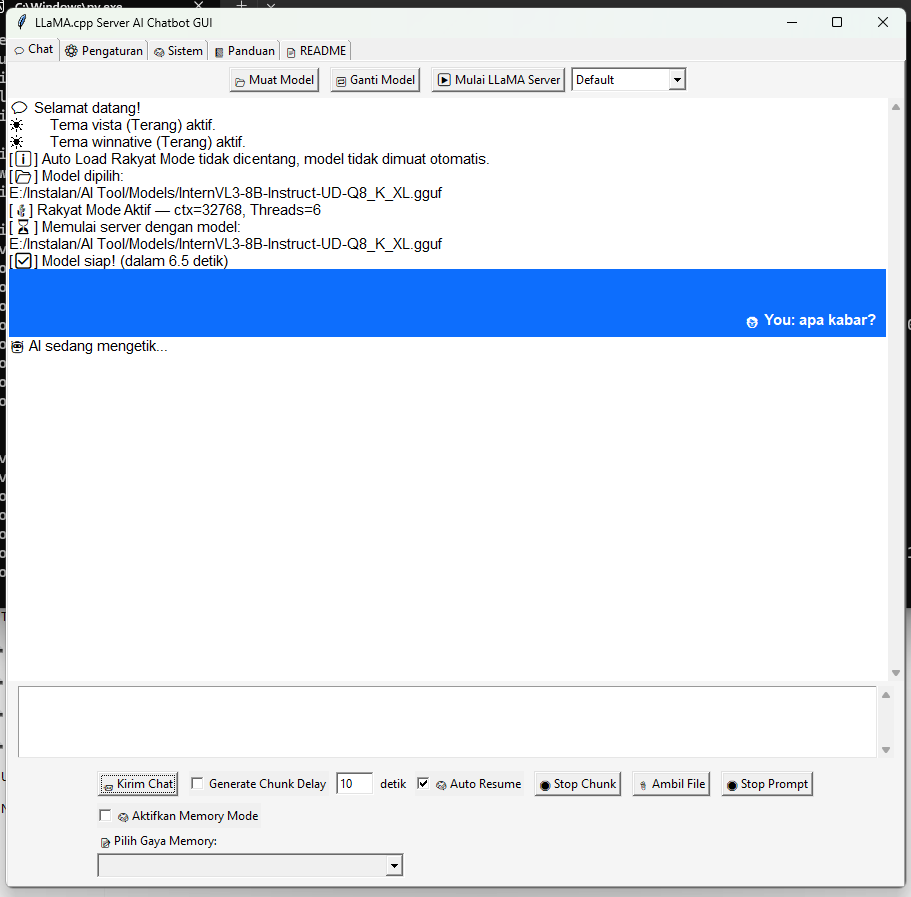 C:\Windows\py.exe
LLaMA.cpp Server AI Chatbot GUI
Chat Pengaturan Sistem Panduan README
Muat Model Ganti Model Mulai LLaMA Server Default
Selamat datang!
Tema vista (Terang) aktif.
Tema winnative (Terang) aktif.
[i] Auto Load Rakyat Mode tidak dicentang, model tidak dimuat otomatis.
[] Model dipilih:
E:/Instalan/AI Tool/Models/InternVL3-8B-Instruct-UD-Q8_K_XL.gguf
[] Rakyat Mode Aktif — ctx=32768, Threads=6
[] Memulai server dengan model:
E:/Instalan/AI Tool/Models/InternVL3-8B-Instruct-UD-Q8_K_XL.gguf
[] Model siap! (dalam 6.5 detik)
You: apa kabar?
AI sedang mengetik...
Kirim Chat Generate Chunk Delay 10 detik Auto Resume Stop Chunk Ambil File Stop Prompt
Aktifkan Memory Mode
Pilih Gaya Memory: